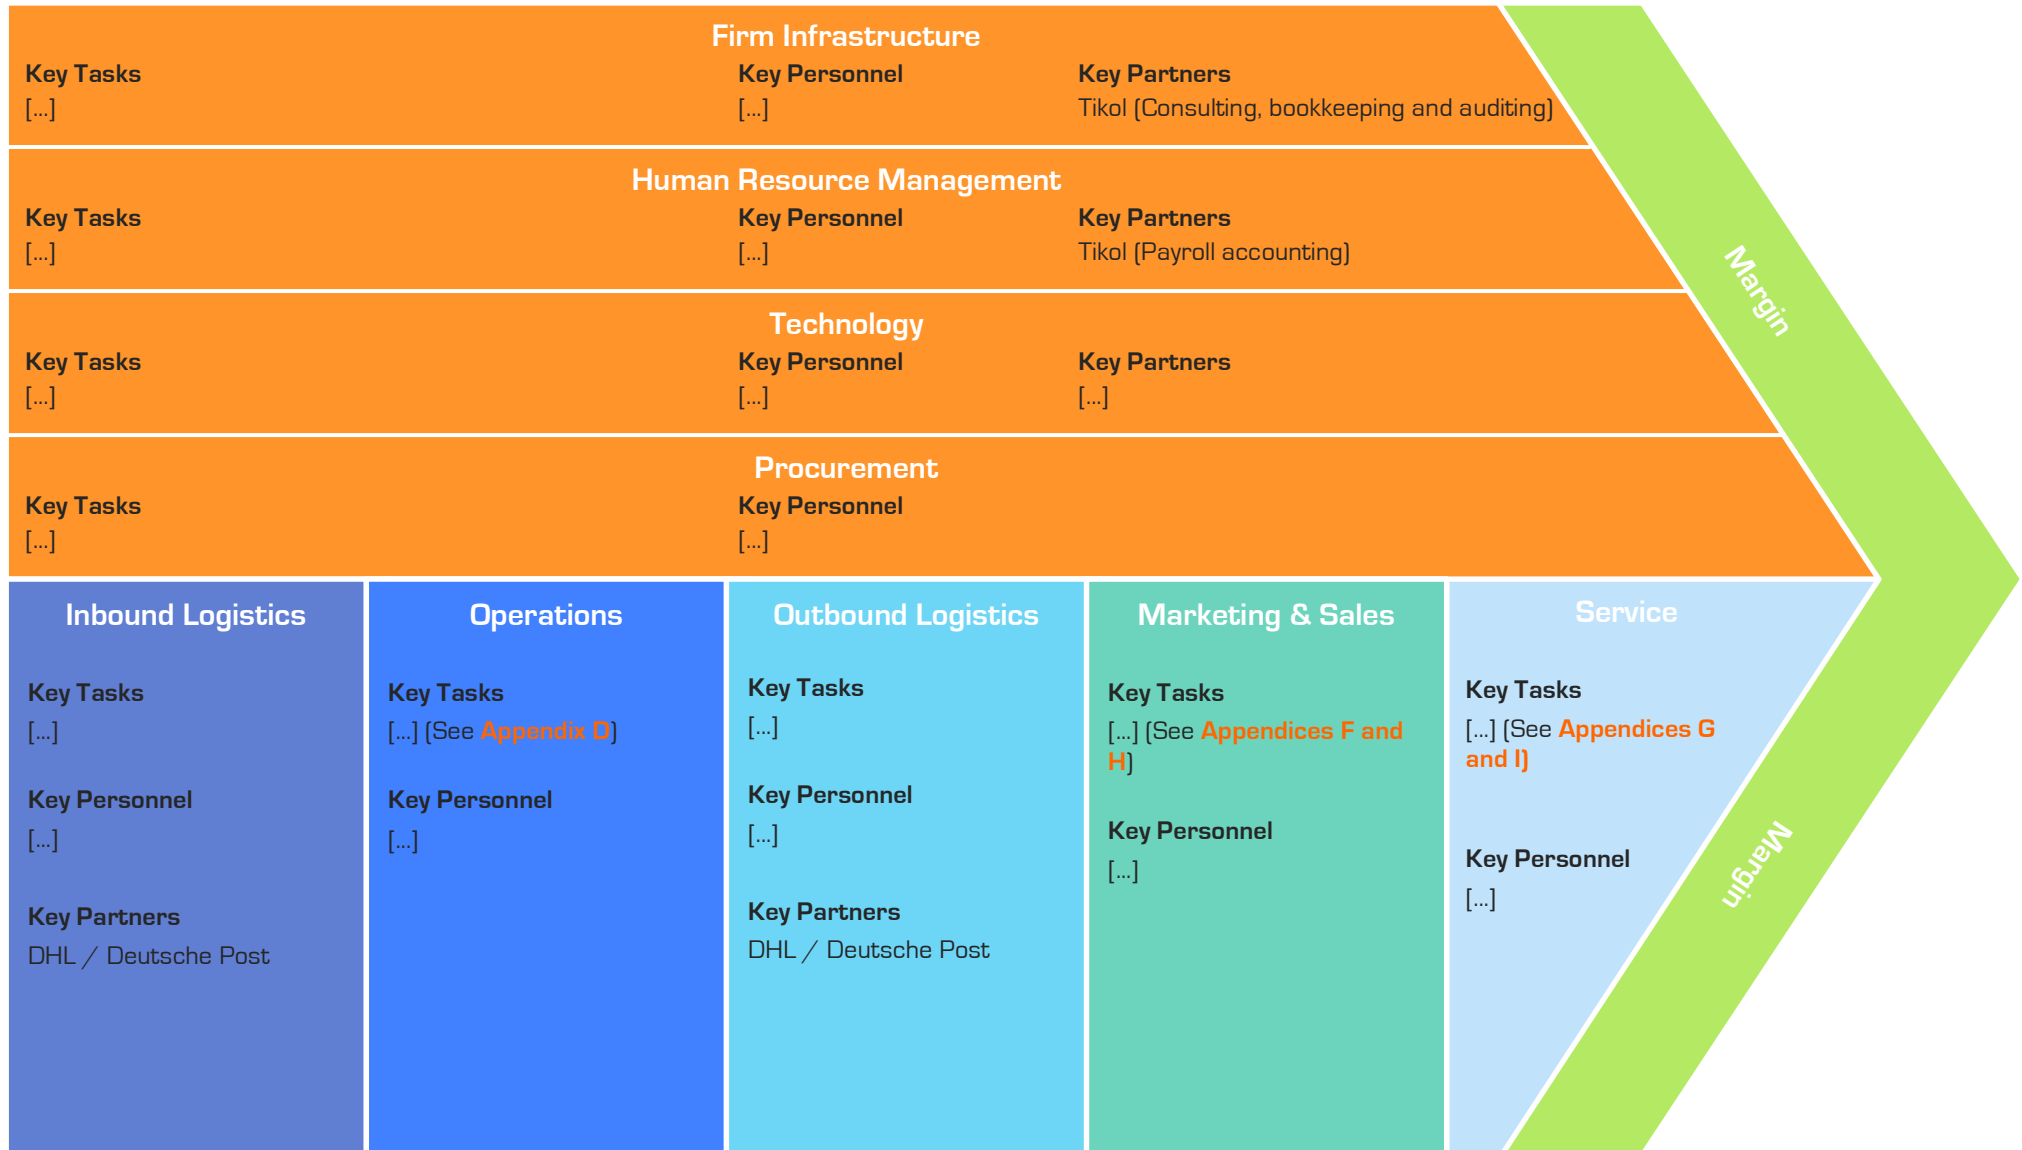 Firm Infrastructure
Key Tasks
[...]
Key Personnel
[...]
Key Partners
Tikol (Consulting, bookkeeping and auditing)
Human Resource Management
Key Tasks
[...]
Key Personnel
[...]
Key Partners
Tikol (Payroll accounting)
Technology
Key Tasks
[...]
Key Personnel
[...]
Key Partners
[...]
Procurement
Key Tasks
[...]
Key Personnel
[...]
Margin
Inbound Logistics
Key Tasks
[...]
Key Personnel
[...]
Key Partners
DHL / Deutsche Post
Operations
Key Tasks
[...] (See Appendix D)
Key Personnel
[...]
Outbound Logistics
Key Tasks
[...]
Key Personnel
[...]
Key Partners
DHL / Deutsche Post
Marketing & Sales
Key Tasks
[...] (See Appendices F and
H)
Key Personnel
[...]
Service
Key Tasks
[...] (See Appendices G
and I)
Key Personnel
[...]
Margin